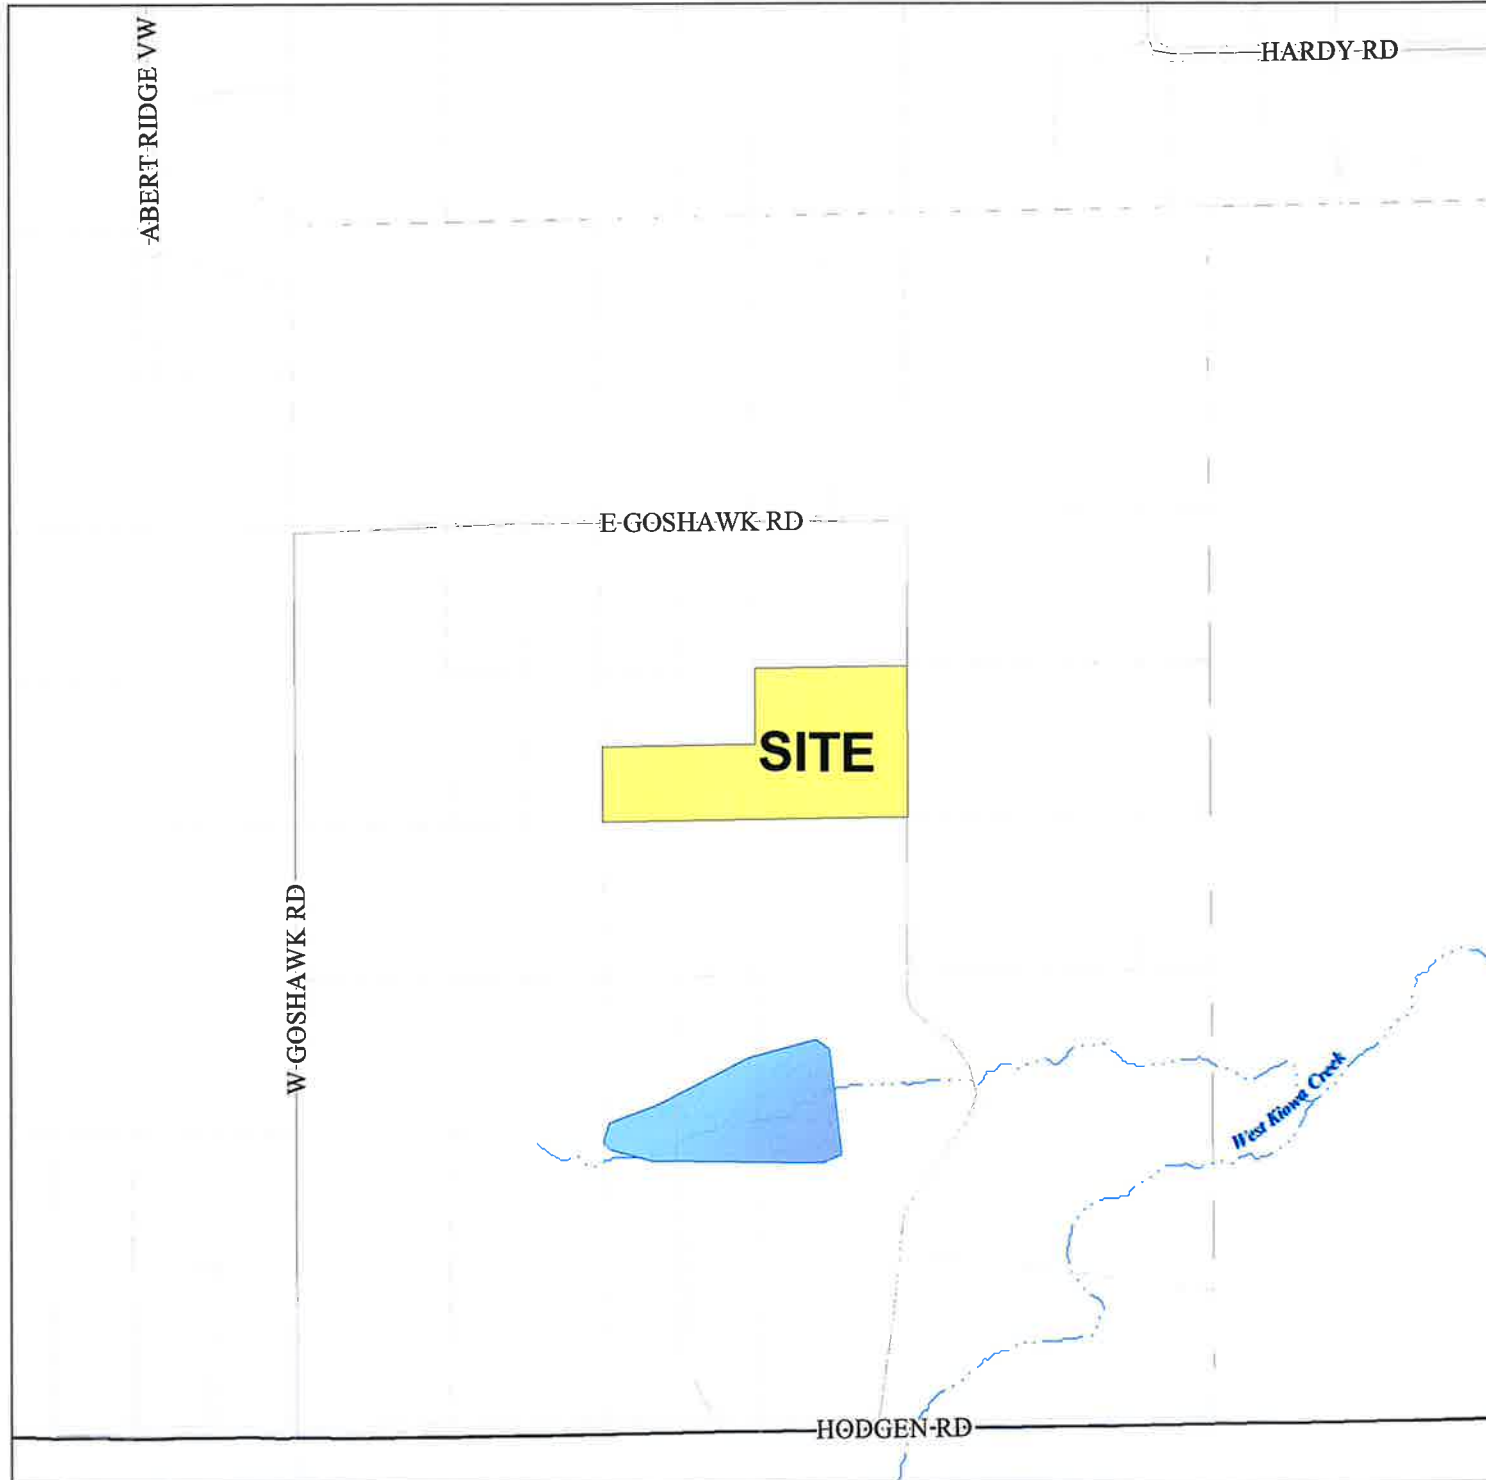 ABERT RIDGE VW
HARDY RD
E GOSHAWK RD
SITE
W GOSHAWK RD
West Kiowa Creek
HODGEN RD